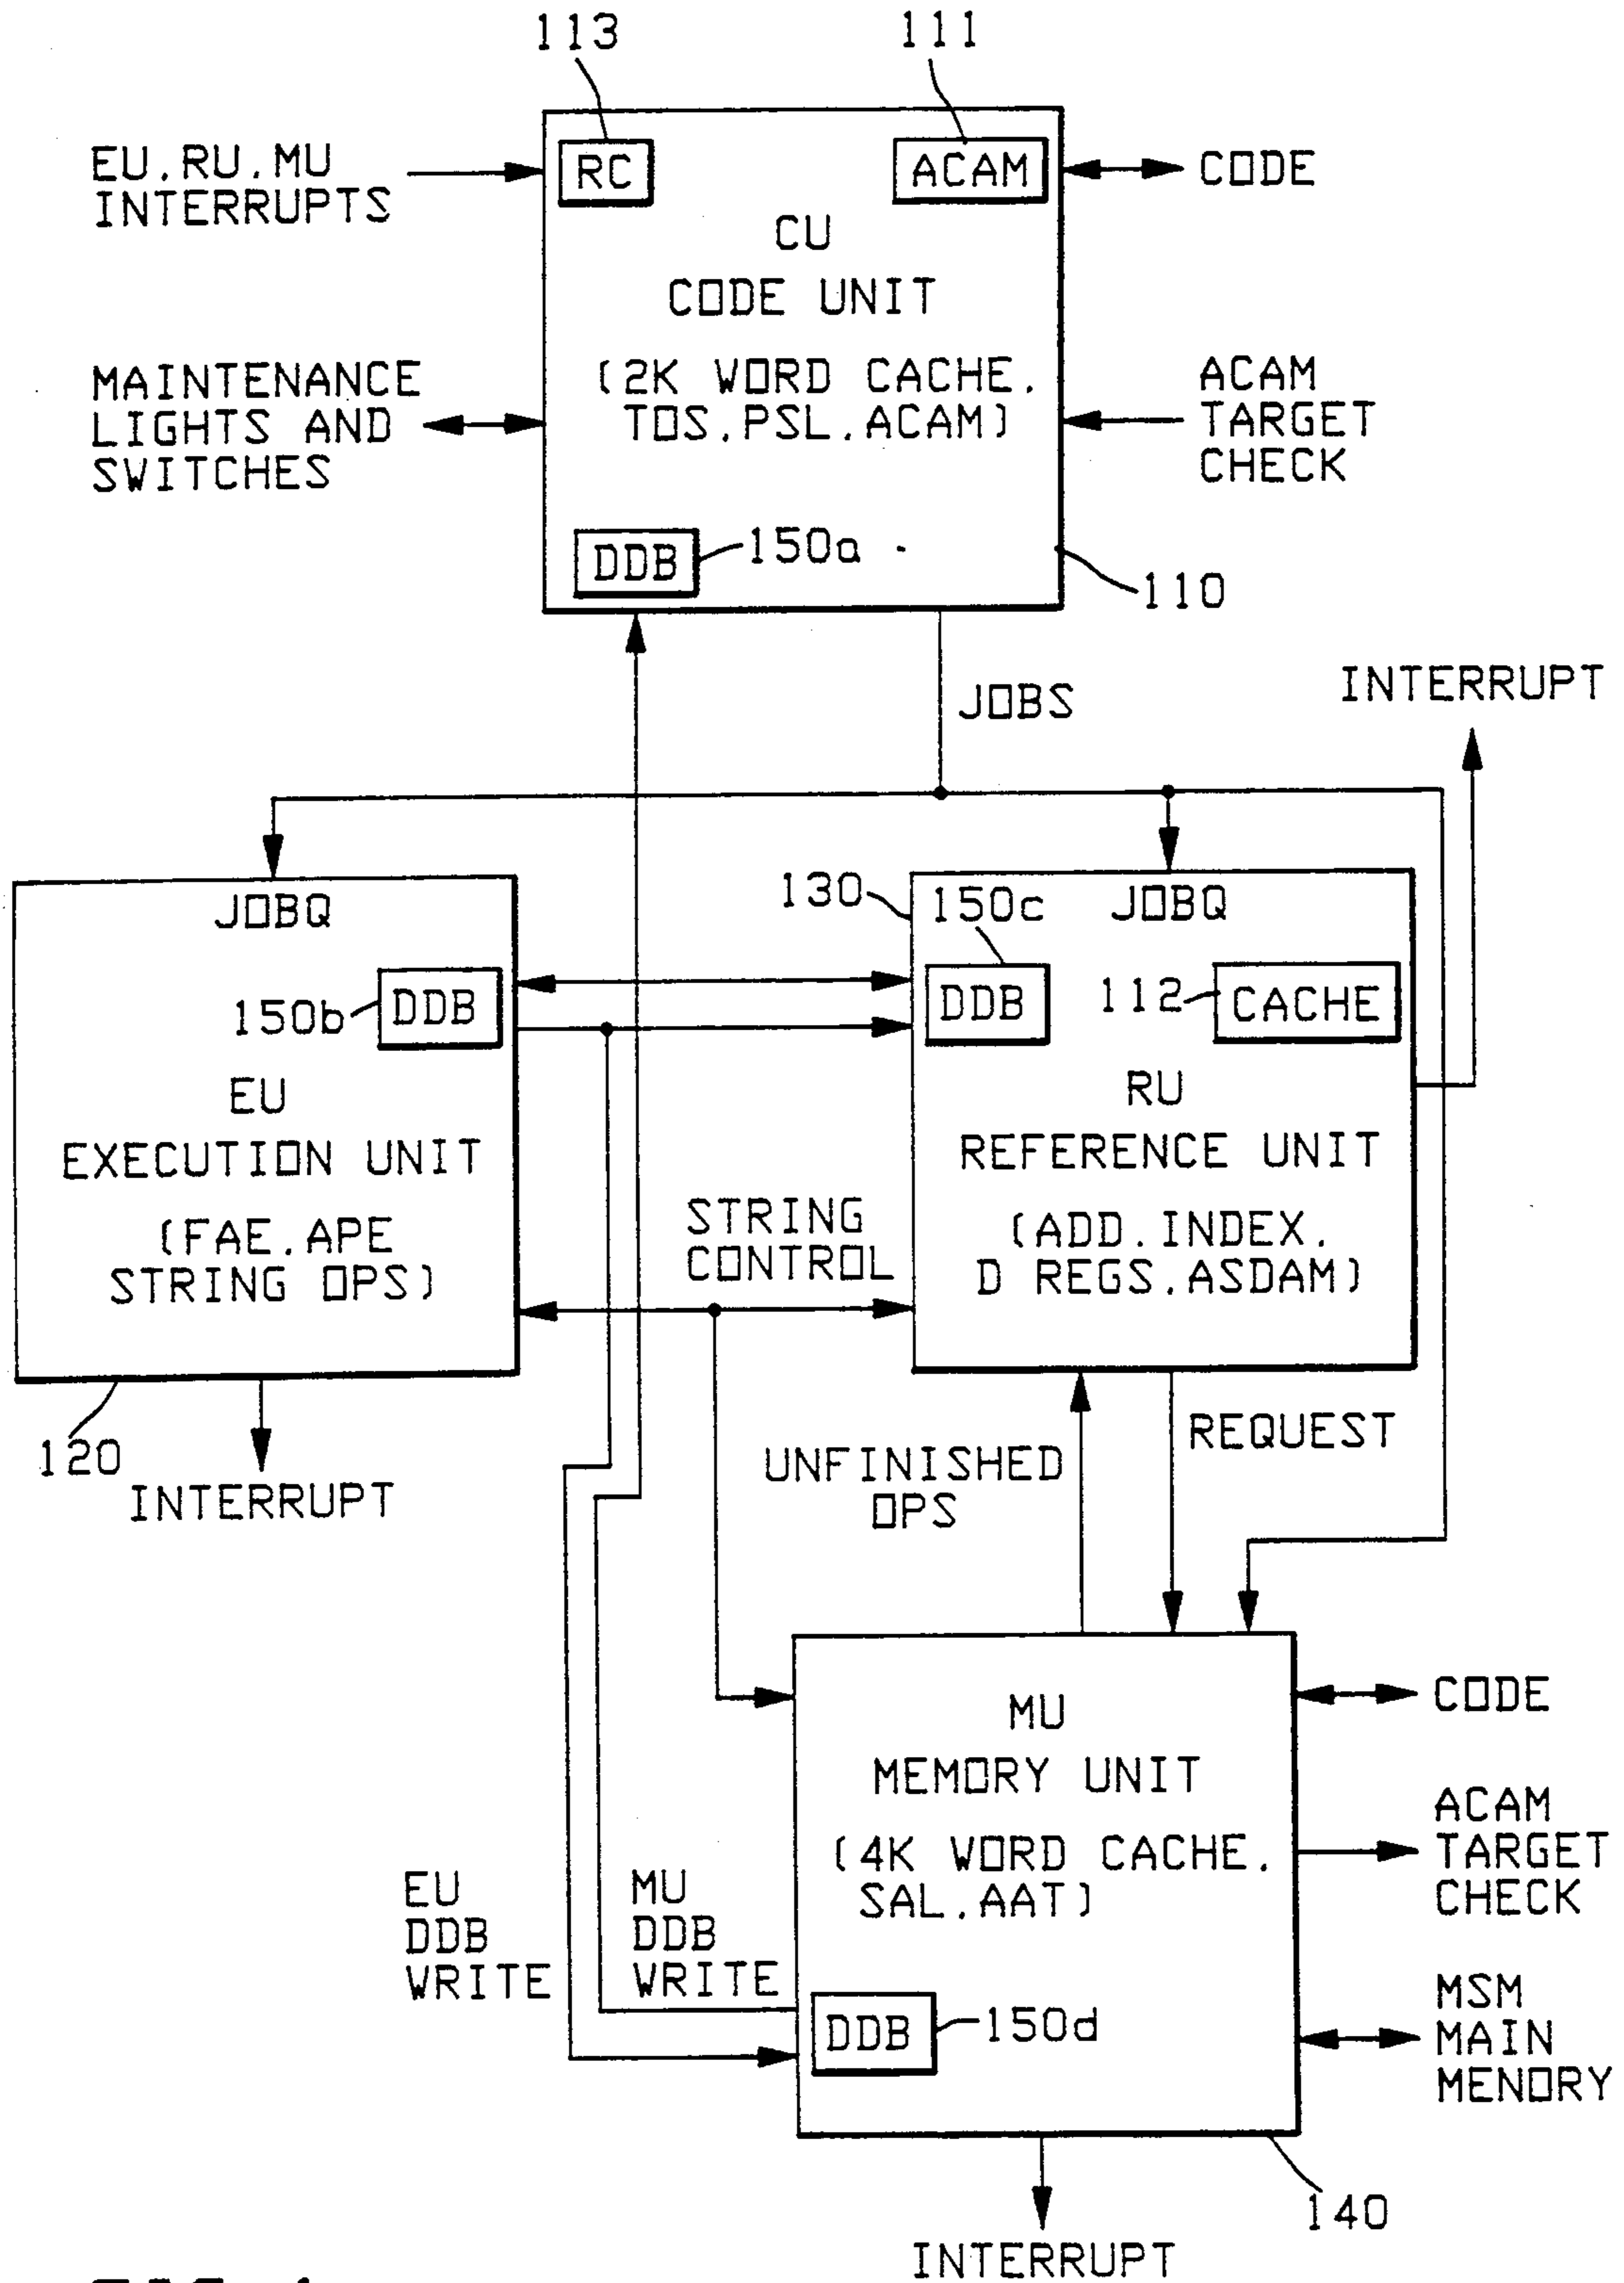 113
111
EU.RU.MU
INTERRUPTS
RC
ACAM
CODE
CU
CODE UNIT
(2K WORD CACHE.
TOS.PSL.ACAM)
MAINTENANCE
LIGHTS AND
SWITCHES
ACAM
TARGET
CHECK
DDB
150a
110
JOBS
INTERRUPT
JOBQ
130
150c
JOBQ
150b
DDB
DDB
112
CACHE
EU
EXECUTION UNIT
(FAE.APE
STRING OPS)
RU
REFERENCE UNIT
(ADD.INDEX.
D REGS.ASDAM)
STRING
CONTROL
120
INTERRUPT
UNFINISHED
OPS
REQUEST
MU
MEMORY UNIT
(4K WORD CACHE.
SAL.AAT)
CODE
ACAM
TARGET
CHECK
EU
DDB
WRITE
MU
DDB
WRITE
DDB
150d
MSM
MAIN
MENORY
140
INTERRUPT